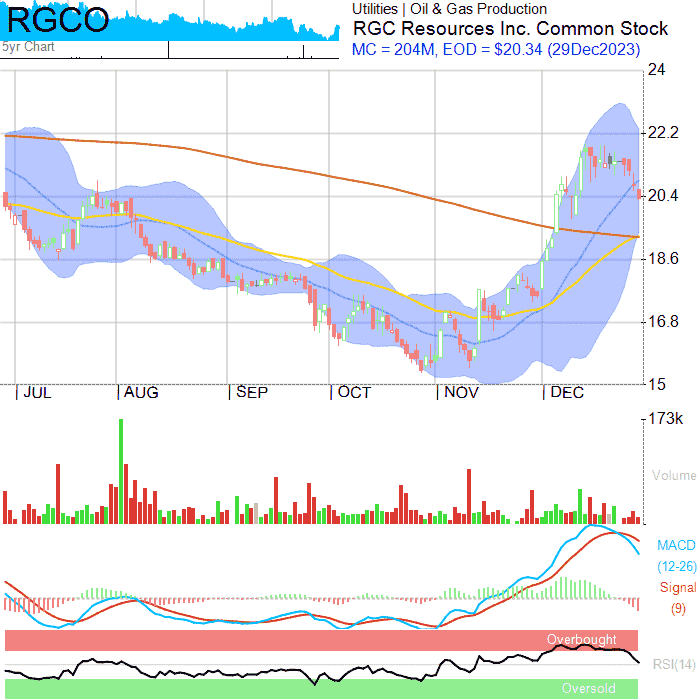 RGCO
5yr Chart
Utilities | Oil & Gas Production
RGC Resources Inc. Common Stock
MC = 204M, EOD = $20.34 (29Dec2023)
24
22.2
20.4
18.6
16.8
15
JUL AUG SEP OCT NOV DEC
173k
Volume
MACD
(12-26)
Signal
(9)
Overbought
RSI(14)
Oversold